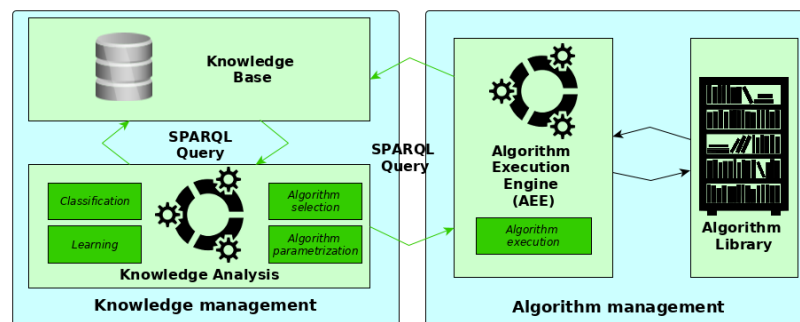 Knowledge
Base
SPARQL
Query
Classification
Learning
Algorithm
selection
Algorithm
parametrization
Knowledge Analysis
Knowledge management
SPARQL
Query
Algorithm
Execution
Engine
(AEE)
Algorithm
execution
Algorithm
Library
Algorithm management